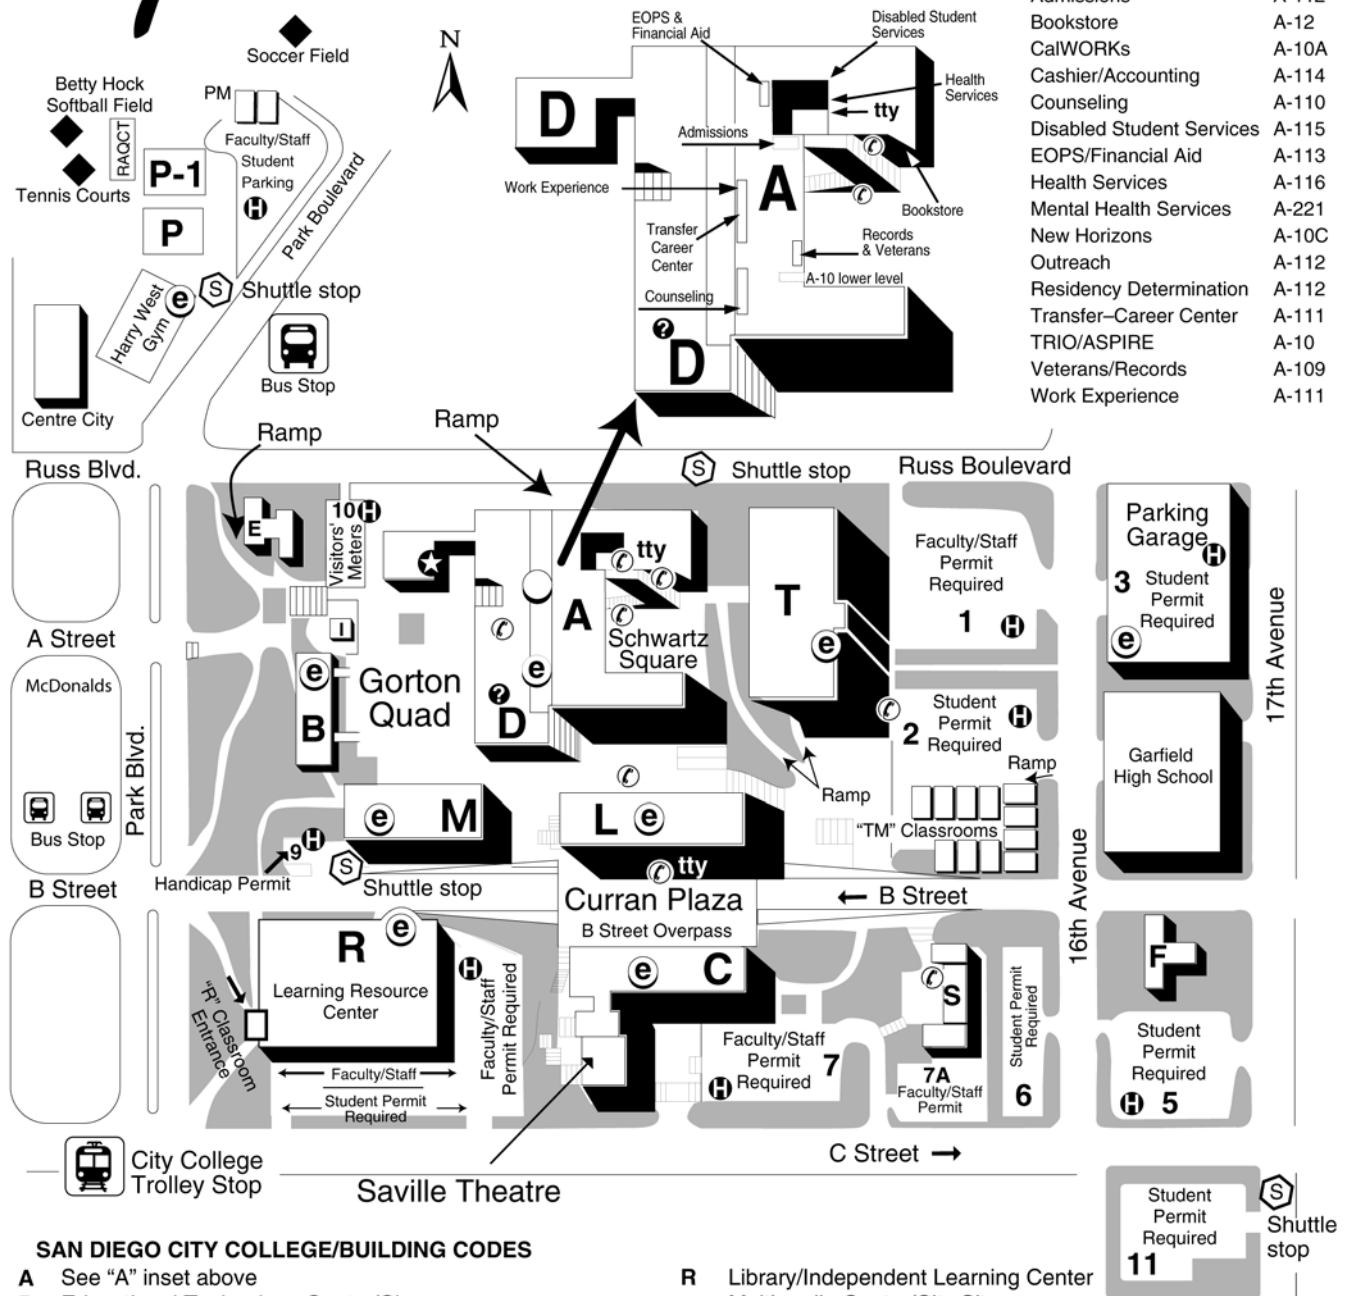 Soccer Field
Betty Hock
Softball Field
RAQCT
Tennis Courts
PM
P-1
P
Faculty/Staff
Student
Parking
H
Park Boulevard
Harry West
Gym
e
S
Shuttle stop
Bus Stop
Centre City
N
EOPS &
Financial Aid
Disabled Student
Services
Health
Services
tty
D
Admissions
A
Work Experience
Bookstore
Transfer
Career
Center
Records
& Veterans
A-10 lower level
Counseling
?
D
Bookstore A-12
CalWORKs A-10A
Cashier/Accounting A-114
Counseling A-110
Disabled Student Services A-115
EOPS/Financial Aid A-113
Health Services A-116
Mental Health Services A-221
New Horizons A-10C
Outreach A-112
Residency Determination A-112
Transfer–Career Center A-111
TRIO/ASPIRE A-10
Veterans/Records A-109
Work Experience A-111
Ramp
Ramp
Russ Blvd.
S
Shuttle stop
Russ Boulevard
E
10 H
Visitors'
Meters
I
A Street
McDonalds
Bus Stop
Park Blvd.
B Street
e
B
Gorton
Quad
tty
A
Schwartz
Square
e
?
D
T
e
Faculty/Staff
Permit
Required
1 H
Student
Permit
Required
2 H
Ramp
Ramp
"TM" Classrooms
Parking
Garage
H
3
Student
Permit
Required
e
17th Avenue
Garfield
High School
16th Avenue
e
M
L
e
tty
9 H
Handicap Permit
S
Shuttle stop
Curran Plaza
B Street Overpass
B Street
R
e
Learning Resource
Center
"R" Classroom
Entrance
H
Faculty/Staff
Permit Required
Faculty/Staff
Student Permit
Required
e
C
Faculty/Staff
Permit
Required
H
7
S
7A
Faculty/Staff
Permit
Student Permit
Required
6
F
Student
Permit
Required
H 5
City College
Trolley Stop
Saville Theatre
C Street
Student
Permit
Required
11
S
Shuttle
stop
SAN DIEGO CITY COLLEGE/BUILDING CODES
A See "A" inset above
R Library/Independent Learning Center